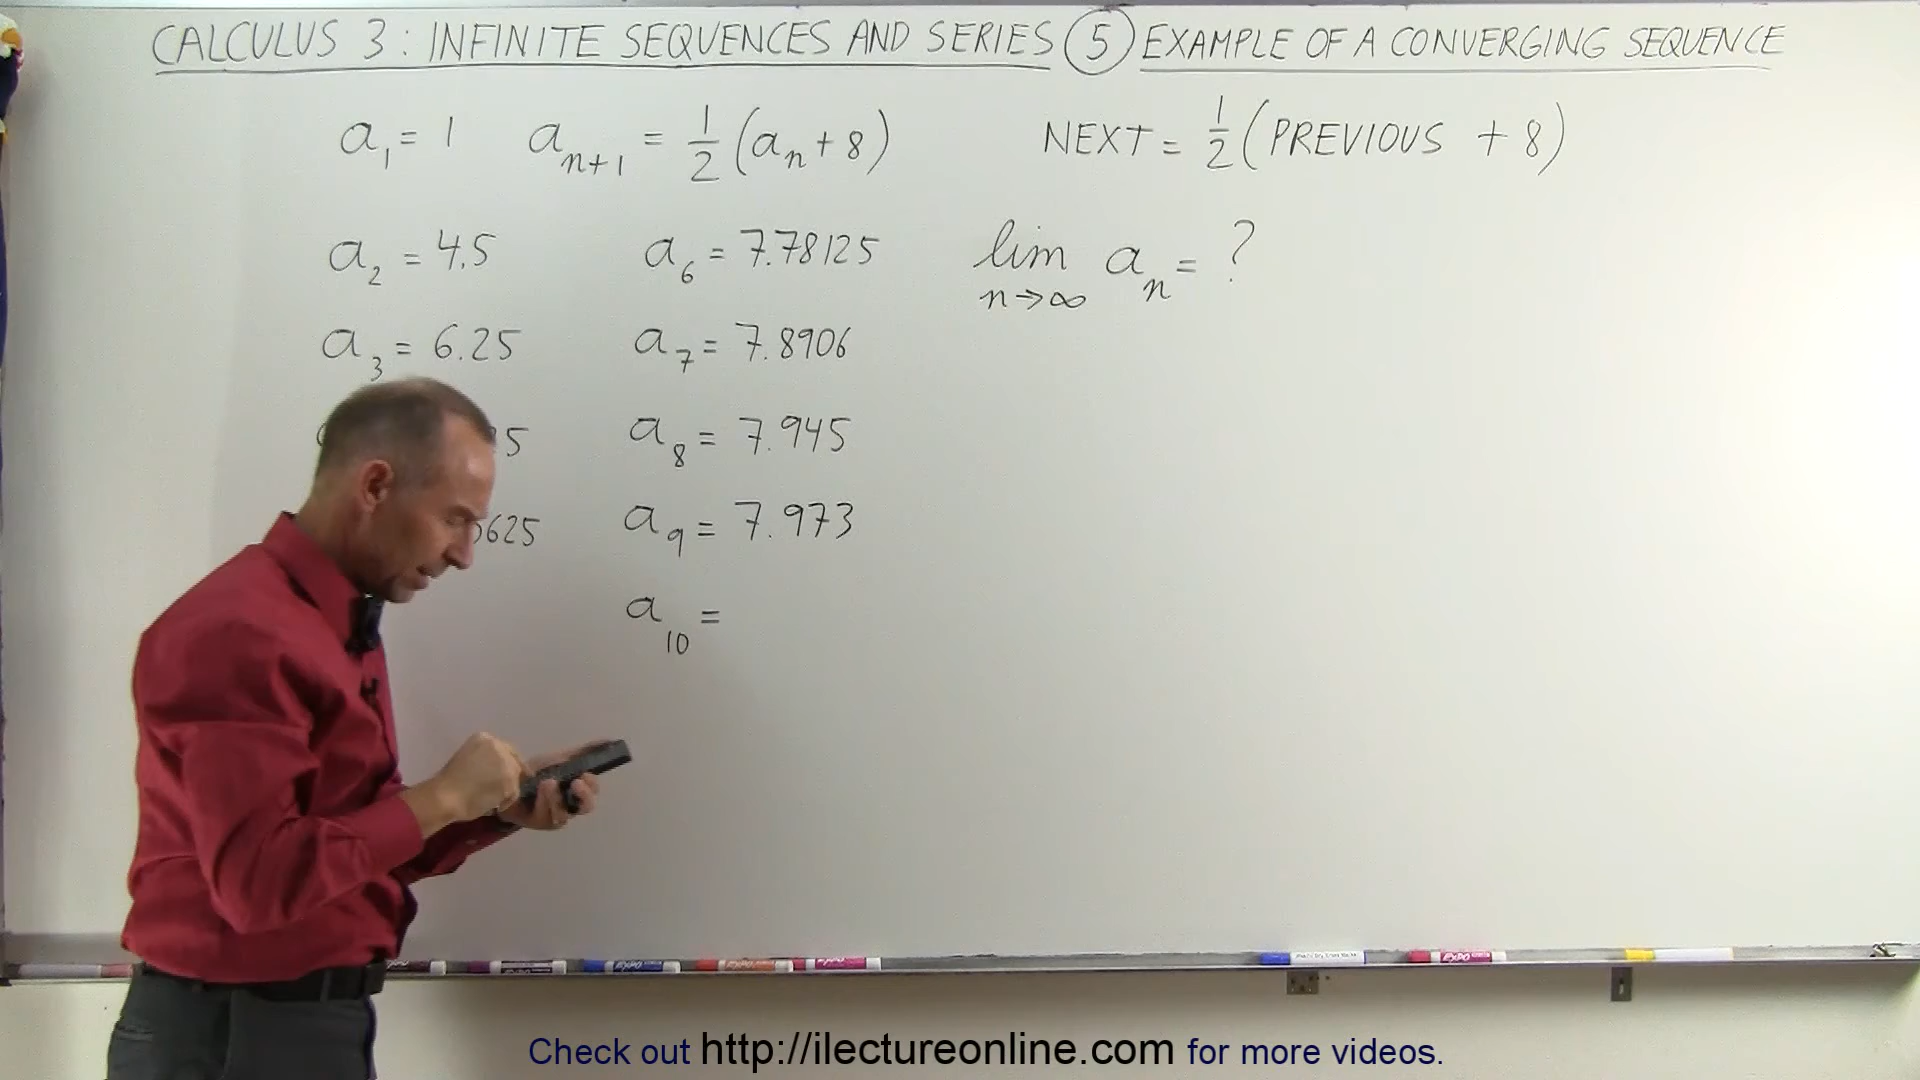 CALCULUS 3: INFINITE SEQUENCES AND SERIES (5) EXAMPLE OF A CONVERGING SEQUENCE
a₁ = 1 aₙ₊₁ = 1/2 (aₙ + 8) NEXT = 1/2 (PREVIOUS + 8)
a₂ = 4.5 a₆ = 7.78125 lim n→∞ aₙ = ?
a₃ = 6.25 a₇ = 7.8906
5 a₈ = 7.945
625 a₉ = 7.973
a₁₀ =
Check out http://ilectureonline.com for more videos.